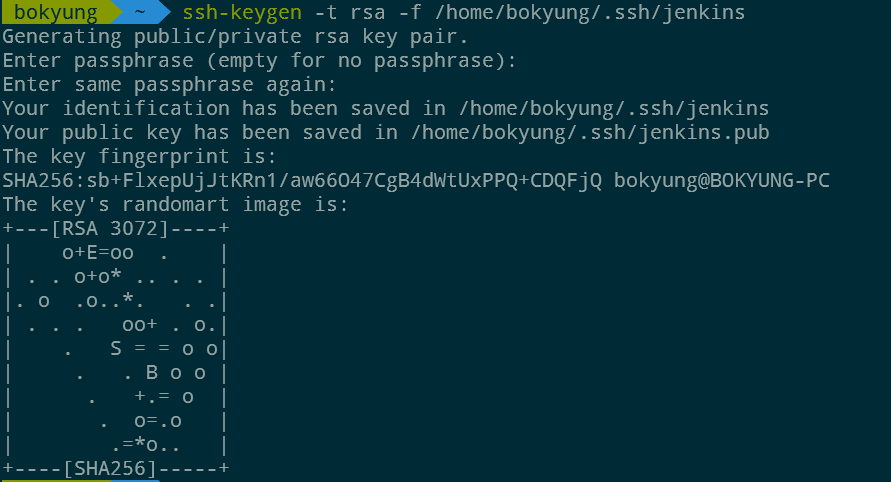 bokyung ~ ssh-keygen -t rsa -f /home/bokyung/.ssh/jenkins
Generating public/private rsa key pair.
Enter passphrase (empty for no passphrase):
Enter same passphrase again:
Your identification has been saved in /home/bokyung/.ssh/jenkins
Your public key has been saved in /home/bokyung/.ssh/jenkins.pub
The key fingerprint is:
SHA256:sb+FlxepUjJtKRn1/aw66O47CgB4dWtUxPPQ+CDQFjQ bokyung@BOKYUNG-PC
The key's randomart image is:
+---[RSA 3072]----+
|    o+E=oo  .    |
| . . o+o* .. . . |
|. o  .o..*.   . .|
| . . .   oo+ . o.|
|    .   S = = o o|
|     .   . B o o |
|      .   +.= o  |
|       .  o=.o   |
|        .=*o..   |
+----[SHA256]-----+